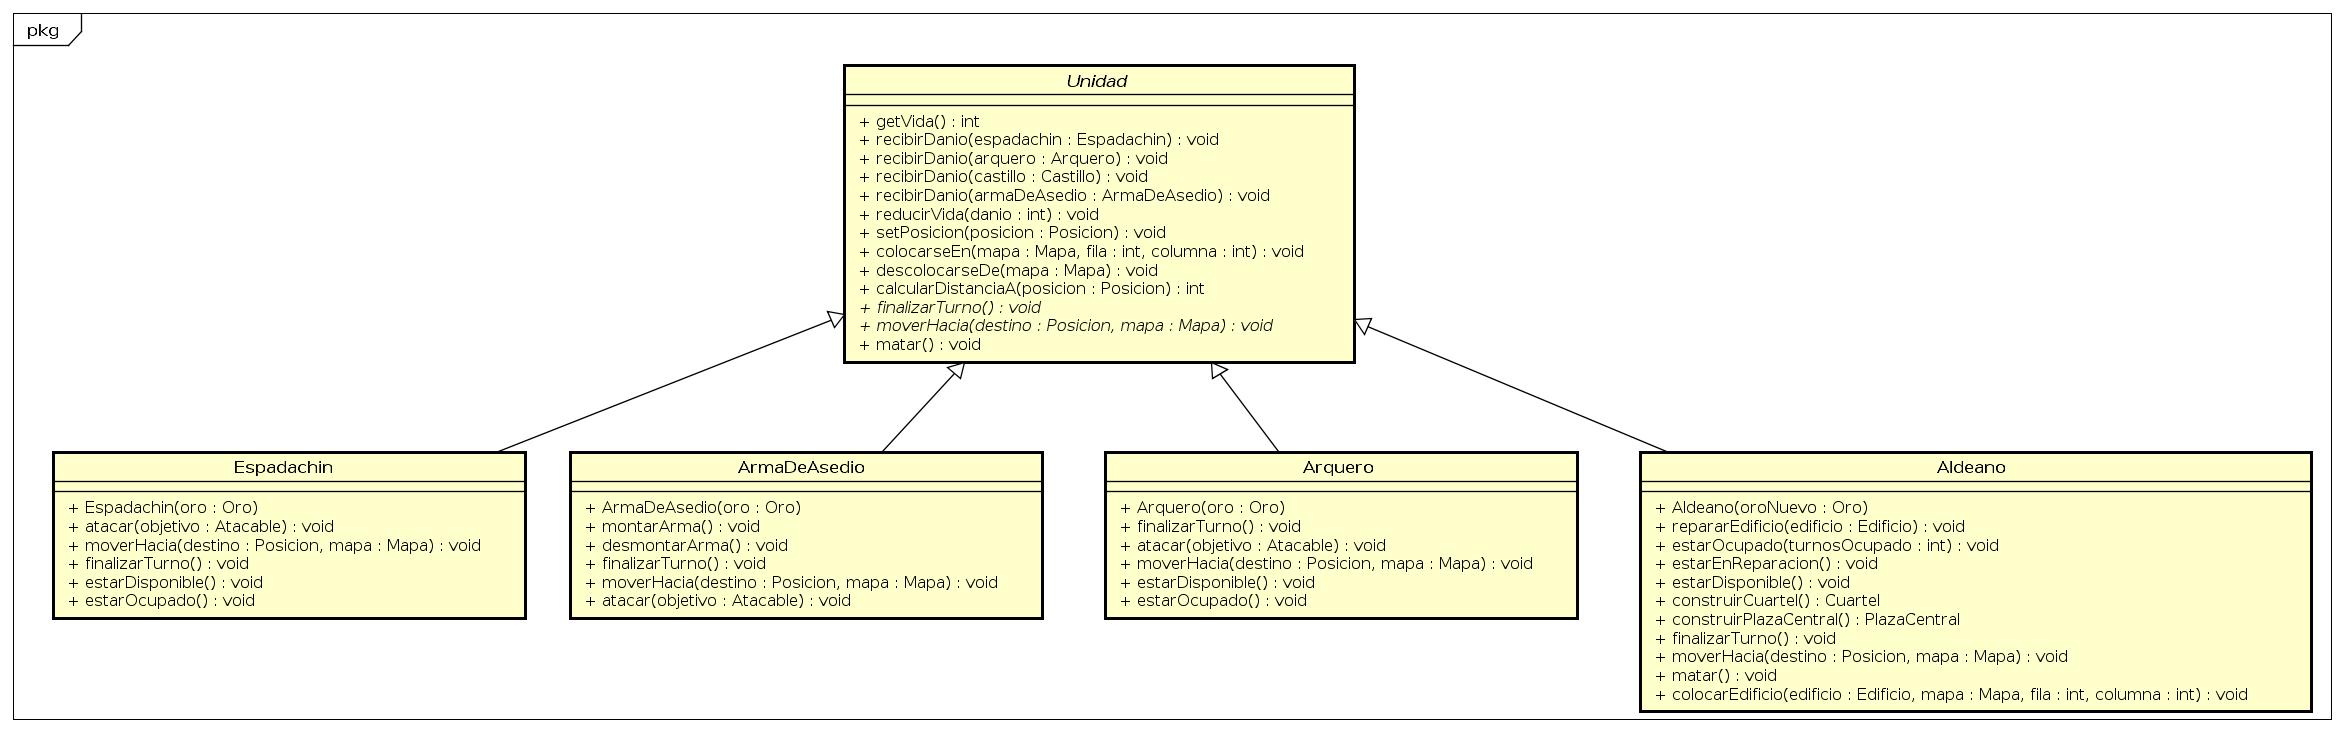 pkg
Unidad
+ getVida() : int
+ recibirDanio(espadachin : Espadachin) : void
+ recibirDanio(arquero : Arquero) : void
+ recibirDanio(castillo : Castillo) : void
+ recibirDanio(armaDeAsedio : ArmaDeAsedio) : void
+ reducirVida(danio : int) : void
+ setPosicion(posicion : Posicion) : void
+ colocarseEn(mapa : Mapa, fila : int, columna : int) : void
+ descolocarseDe(mapa : Mapa) : void
+ calcularDistanciaA(posicion : Posicion) : int
+ finalizarTurno() : void
+ moverHacia(destino : Posicion, mapa : Mapa) : void
+ matar() : void
Espadachin
+ Espadachin(oro : Oro)
+ atacar(objetivo : Atacable) : void
+ moverHacia(destino : Posicion, mapa : Mapa) : void
+ finalizarTurno() : void
+ estarDisponible() : void
+ estarOcupado() : void
ArmaDeAsedio
+ ArmaDeAsedio(oro : Oro)
+ montarArma() : void
+ desmontarArma() : void
+ finalizarTurno() : void
+ moverHacia(destino : Posicion, mapa : Mapa) : void
+ atacar(objetivo : Atacable) : void
Arquero
+ Arquero(oro : Oro)
+ finalizarTurno() : void
+ atacar(objetivo : Atacable) : void
+ moverHacia(destino : Posicion, mapa : Mapa) : void
+ estarDisponible() : void
+ estarOcupado() : void
Aldeano
+ Aldeano(oroNuevo : Oro)
+ repararEdificio(edificio : Edificio) : void
+ estarOcupado(turnosOcupado : int) : void
+ estarEnReparacion() : void
+ estarDisponible() : void
+ construirCuartel() : Cuartel
+ construirPlazaCentral() : PlazaCentral
+ finalizarTurno() : void
+ moverHacia(destino : Posicion, mapa : Mapa) : void
+ matar() : void
+ colocarEdificio(edificio : Edificio, mapa : Mapa, fila : int, columna : int) : void